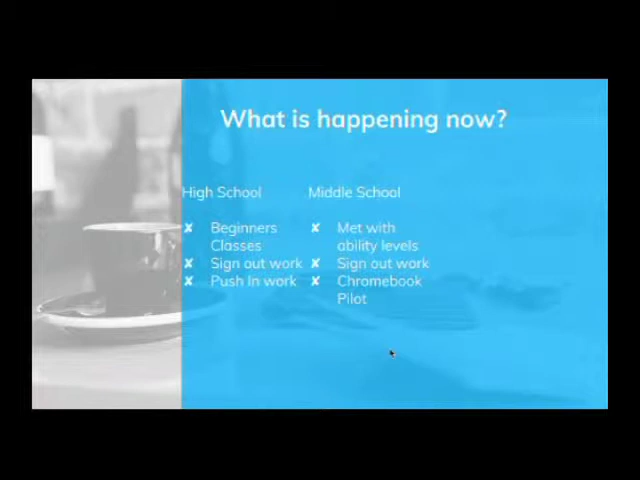 What is happening now?
High School
✘ Beginners
Classes
✘ Sign out work
✘ Push In work
Middle School
✘ Met with
ability levels
✘ Sign out work
✘ Chromebook
Pilot